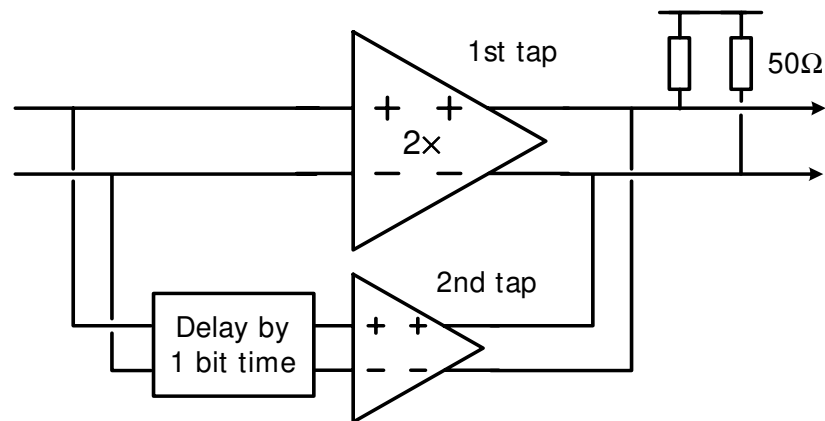 1st tap
50Ω
+ +
2×
− −
2nd tap
Delay by
1 bit time
+ +
− −